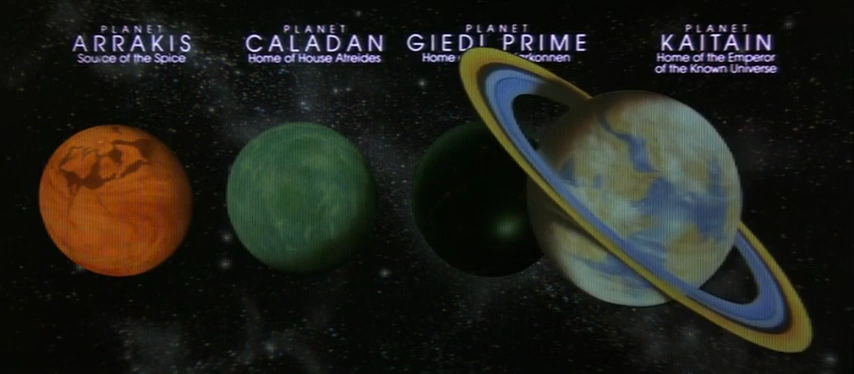 PLANET
ARRAKIS
Source of the Spice
PLANET
CALADAN
Home of House Atreides
PLANET
GIEDI PRIME
Home
PLANET
KAITAIN
Home of the Emperor
of the Known Universe